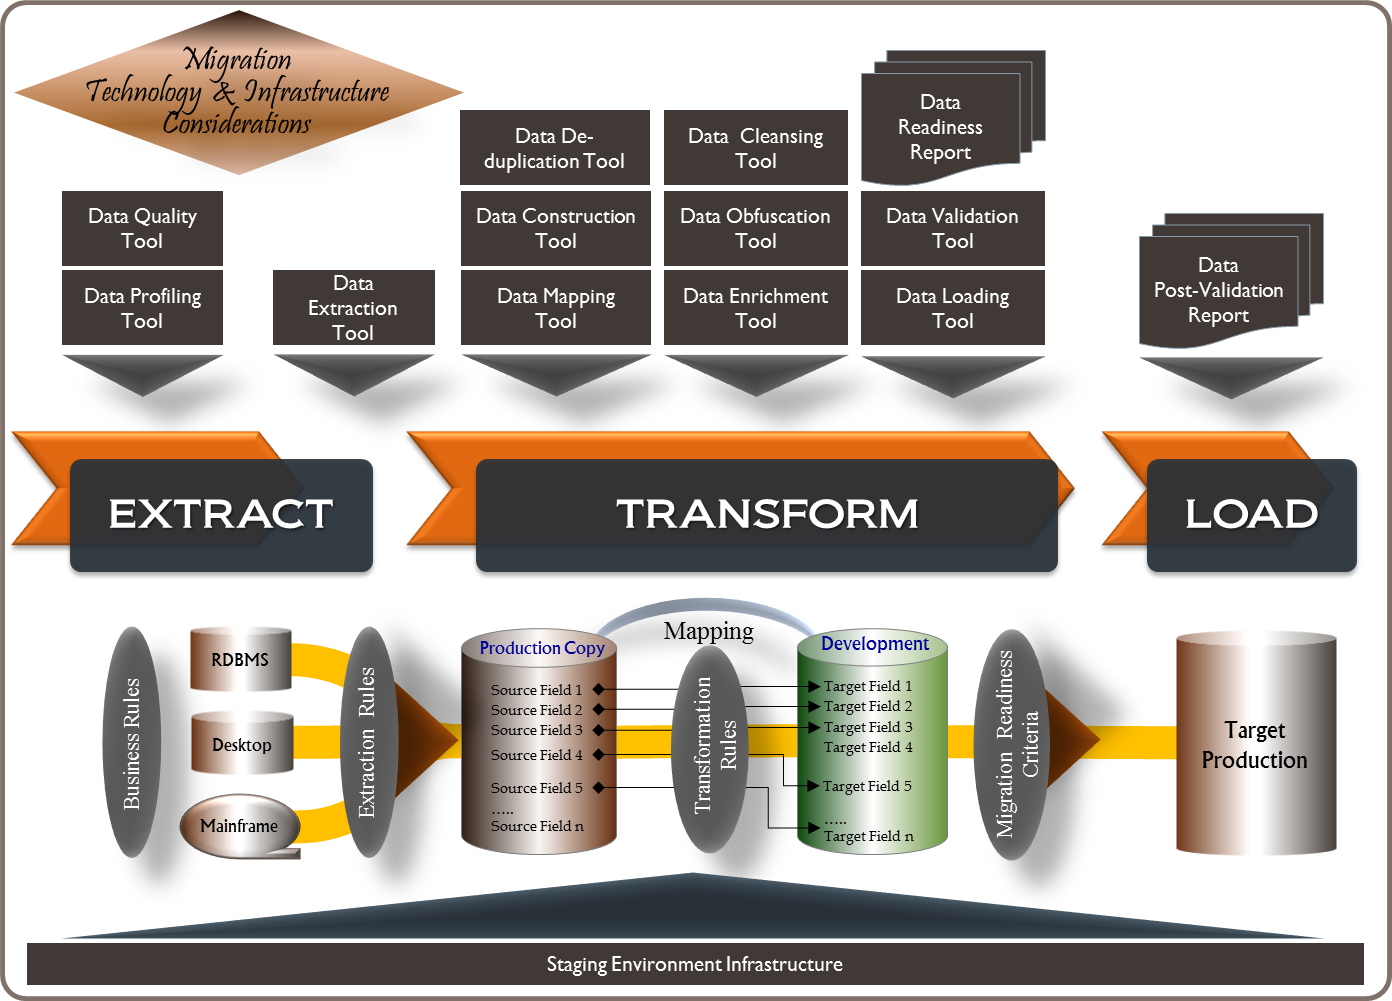 Migration
Technology & Infrastructure
Considerations
Data De-
duplication Tool
Data Cleansing
Tool
Data
Readiness
Report
Data Quality
Tool
Data Construction
Tool
Data Obfuscation
Tool
Data Validation
Tool
Data Profiling
Tool
Data
Extraction
Tool
Data Mapping
Tool
Data Enrichment
Tool
Data Loading
Tool
Data
Post-Validation
Report
EXTRACT
TRANSFORM
LOAD
Business Rules
RDBMS
Desktop
Mainframe
Extraction Rules
Production Copy
Source Field 1
Source Field 2
Source Field 3
Source Field 4
Source Field 5
.....
Source Field n
Mapping
Transformation
Rules
Development
Target Field 1
Target Field 2
Target Field 3
Target Field 4
Target Field 5
.....
Target Field n
Migration Readiness
Criteria
Target
Production
Staging Environment Infrastructure